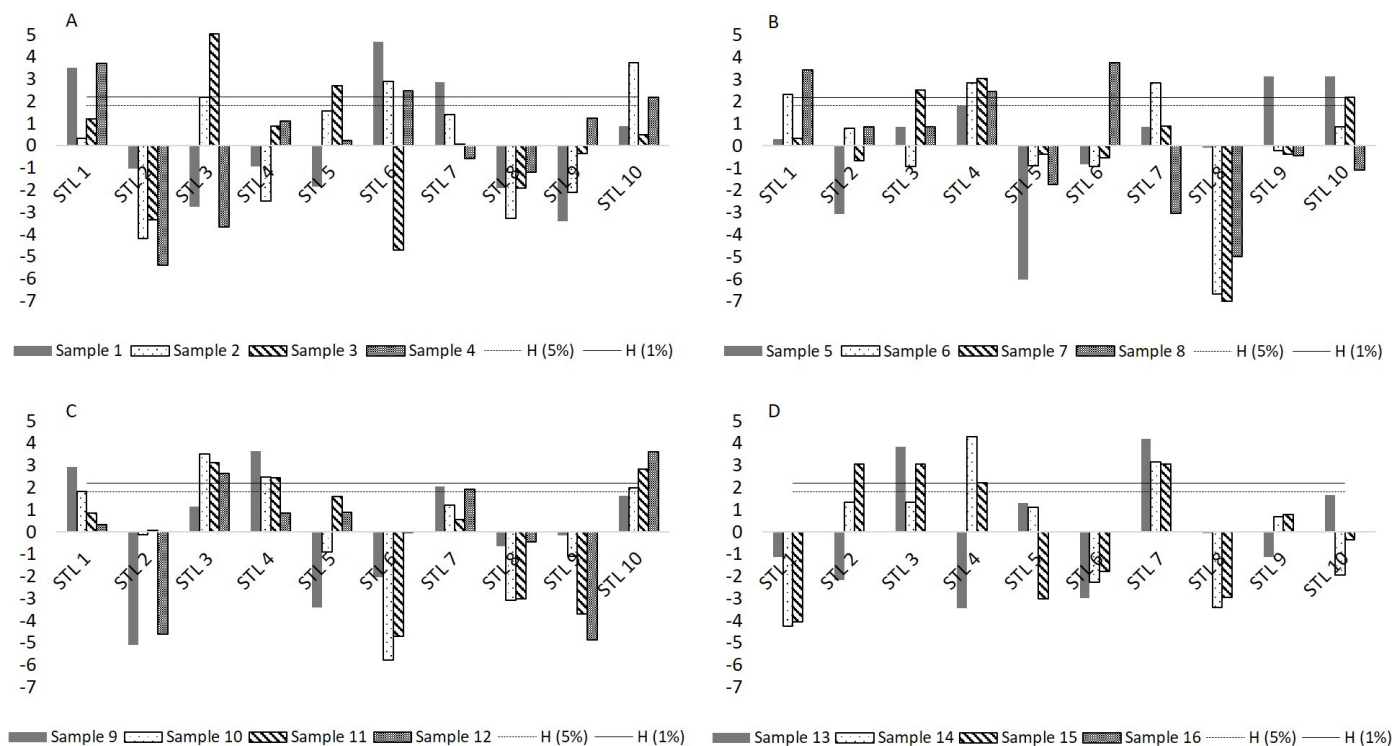 A
5
4
3
2
1
0
-1
-2
-3
-4
-5
-6
-7
STL 1
STL 2
STL 3
STL 4
STL 5
STL 6
STL 7
STL 8
STL 9
STL 10
Sample 1 Sample 2 Sample 3 Sample 4 H (5%) H (1%)
B
5
4
3
2
1
0
-1
-2
-3
-4
-5
-6
-7
STL 1
STL 2
STL 3
STL 4
STL 5
STL 6
STL 7
STL 8
STL 9
STL 10
Sample 5 Sample 6 Sample 7 Sample 8 H (5%) H (1%)
C
5
4
3
2
1
0
-1
-2
-3
-4
-5
-6
-7
STL 1
STL 2
STL 3
STL 4
STL 5
STL 6
STL 7
STL 8
STL 9
STL 10
Sample 9 Sample 10 Sample 11 Sample 12 H (5%) H (1%)
D
5
4
3
2
1
0
-1
-2
-3
-4
-5
-6
-7
STL 1
STL 2
STL 3
STL 4
STL 5
STL 6
STL 7
STL 8
STL 9
STL 10
Sample 13 Sample 14 Sample 15 Sample 16 H (5%) H (1%)